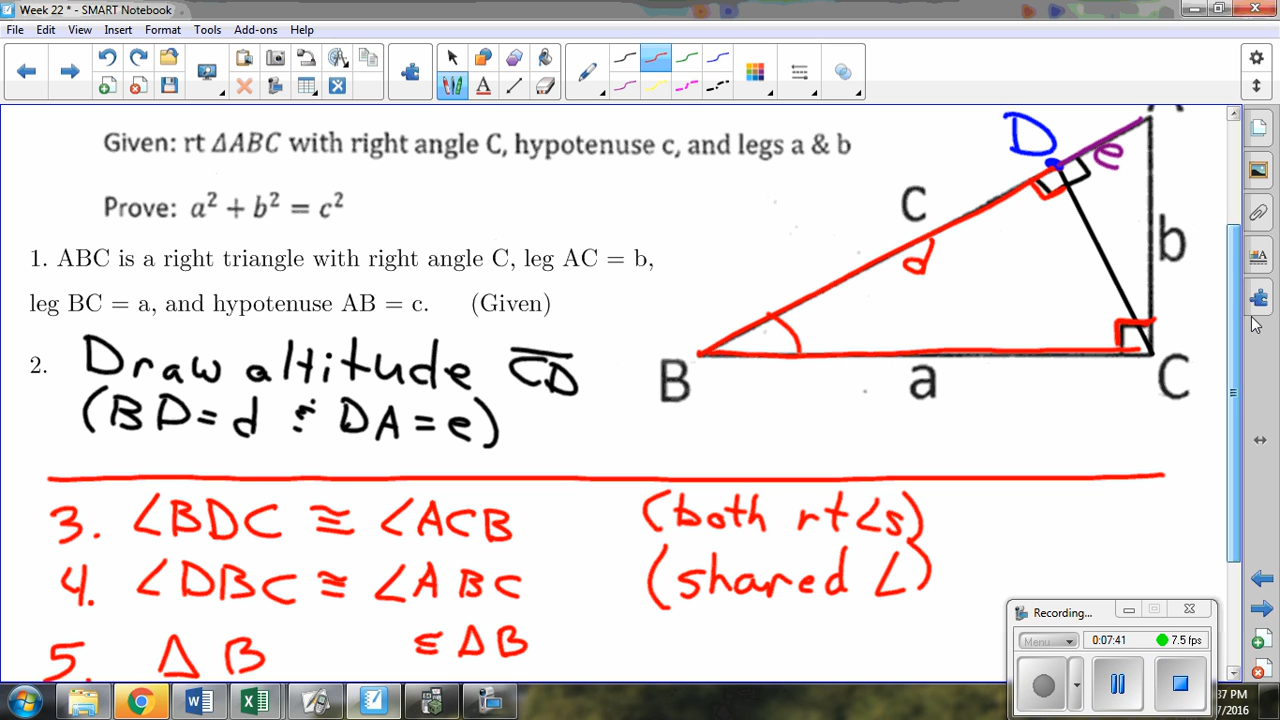 Week 22 * - SMART Notebook
File Edit View Insert Format Tools Add-ons Help
Given: rt ΔABC with right angle C, hypotenuse c, and legs a & b
Prove: a² + b² = c²
1. ABC is a right triangle with right angle C, leg AC = b,
leg BC = a, and hypotenuse AB = c. (Given)
2. Draw altitude C̅D̅
(BD = d & DA = e)
D
e
C
d
b
B
a
C
3. ∠BDC ≅ ∠ACB (both rt ∠s)
4. ∠DBC ≅ ∠ABC (shared ∠)
5. Δ B ≅ Δ B
Recording...
Menu
0:07:41
7.5 fps